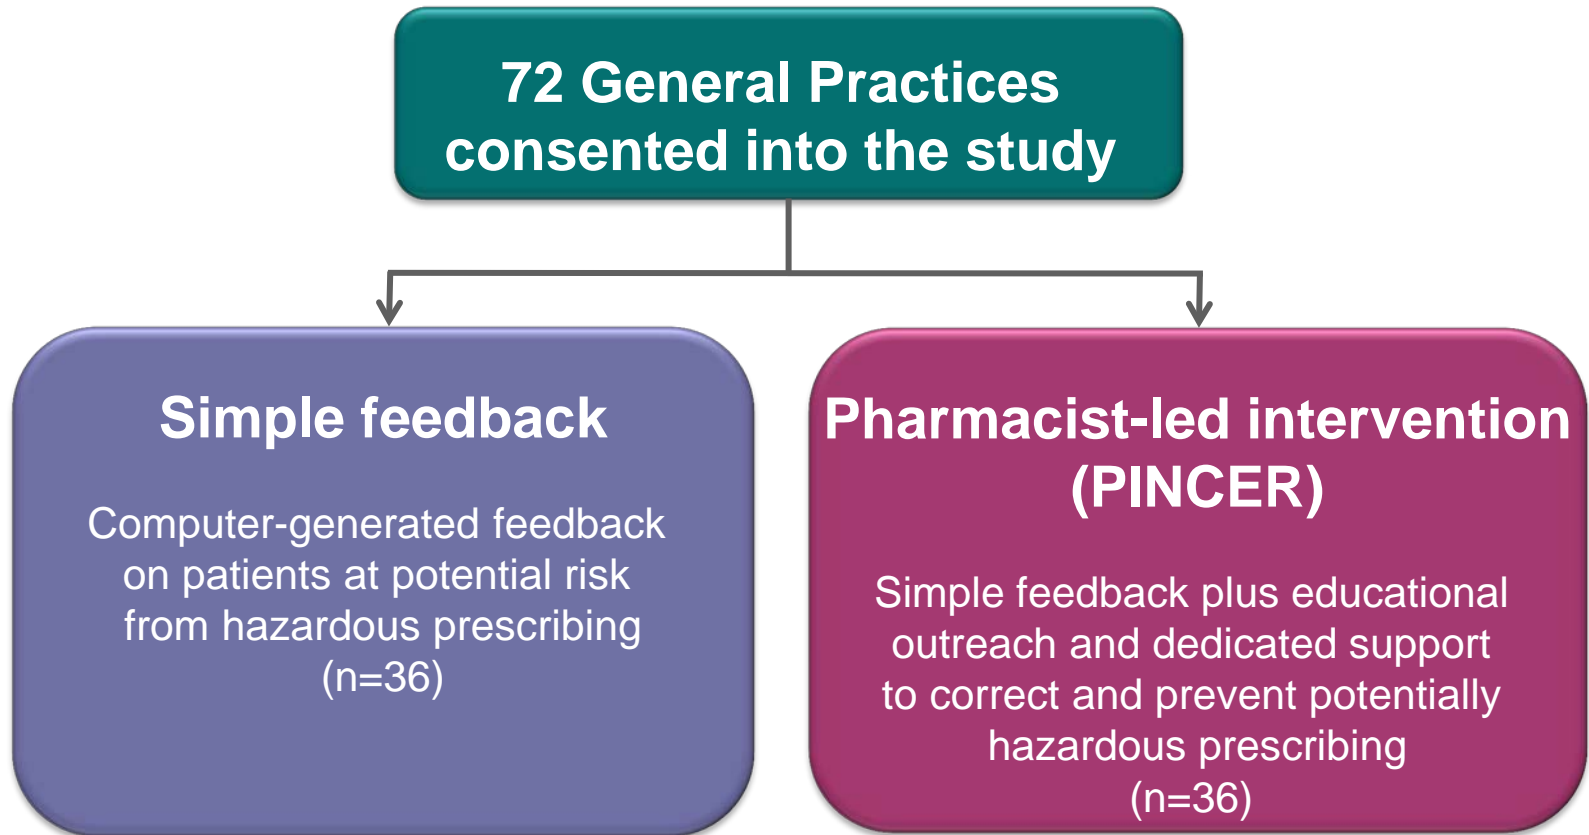 72 General Practices
consented into the study
Simple feedback
Computer-generated feedback
on patients at potential risk
from hazardous prescribing
(n=36)
Pharmacist-led intervention
(PINCER)
Simple feedback plus educational
outreach and dedicated support
to correct and prevent potentially
hazardous prescribing
(n=36)